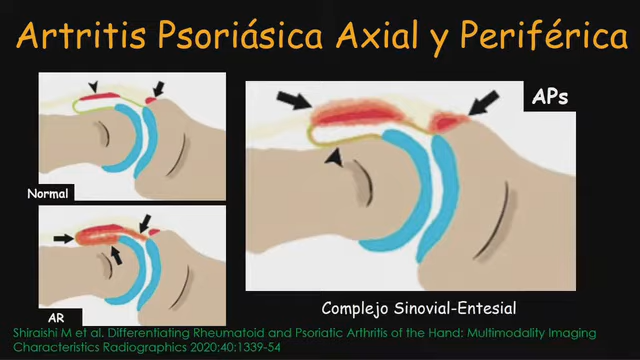 Artritis Psoriásica Axial y Periférica
Normal
AR
APs
Complejo Sinovial-Entesial
Shiraishi M et al. Differentiating Rheumatoid and Psoriatic Arthritis of the Hand: Multimodality Imaging
Characteristics Radiographics 2020;40:1339-54